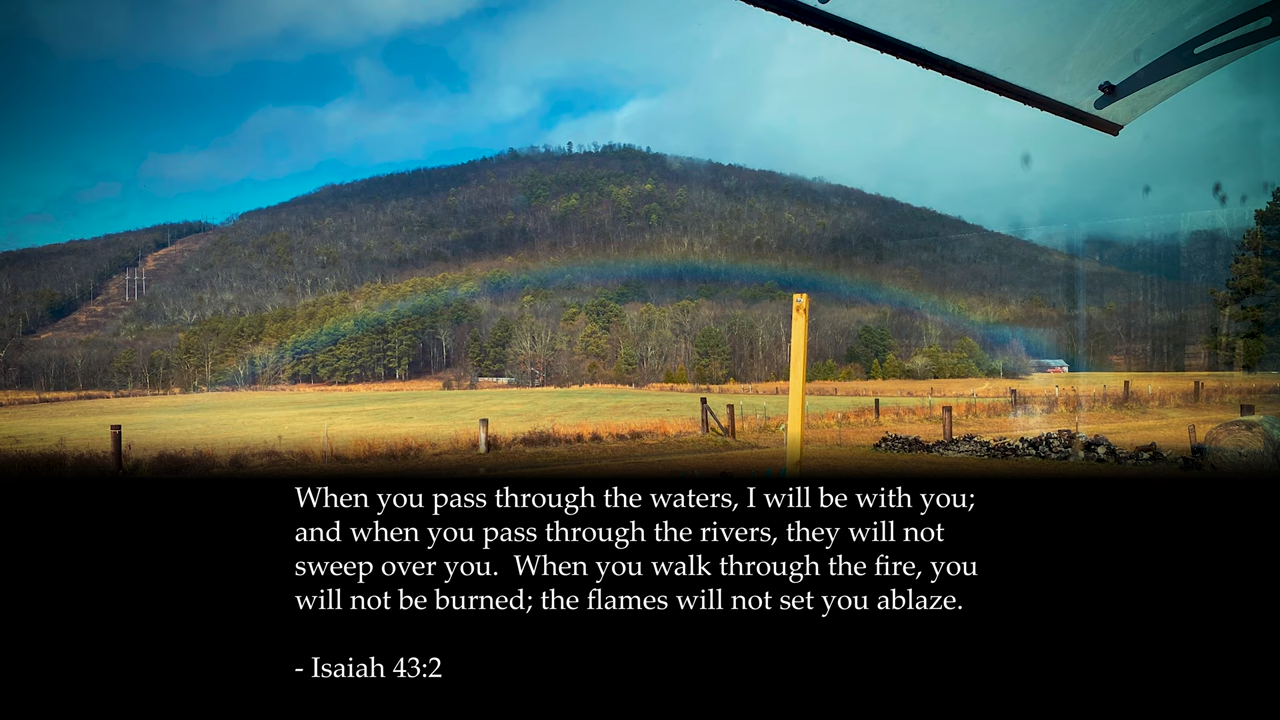 When you pass through the waters, I will be with you;
and when you pass through the rivers, they will not
sweep over you.  When you walk through the fire, you
will not be burned; the flames will not set you ablaze.
- Isaiah 43:2